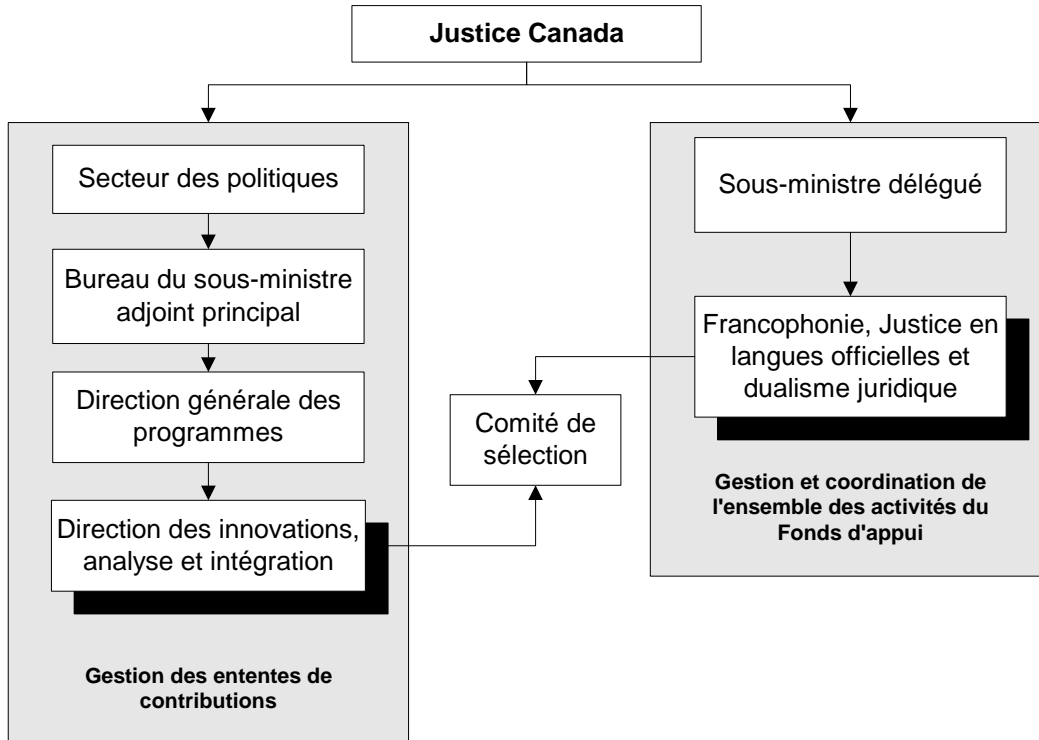 Justice Canada
Secteur des politiques
Bureau du sous-ministre
adjoint principal
Direction générale des
programmes
Direction des innovations,
analyse et intégration
Gestion des ententes de
contributions
Comité de
sélection
Sous-ministre délégué
Francophonie, Justice en
langues officielles et
dualisme juridique
Gestion et coordination de
l'ensemble des activités du
Fonds d'appui